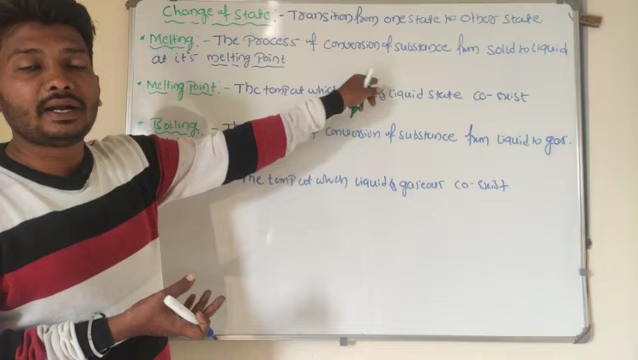 Change of State :- Transition from one state to other state
* Melting :- The Process of Conversion of substance from solid to liquid
at it's melting Point
* Melting Point :- The temp at which & liquid state co-exist
* Boiling conversion of substance from liquid to gas.
The temp at which liquid & gaseous co-exist